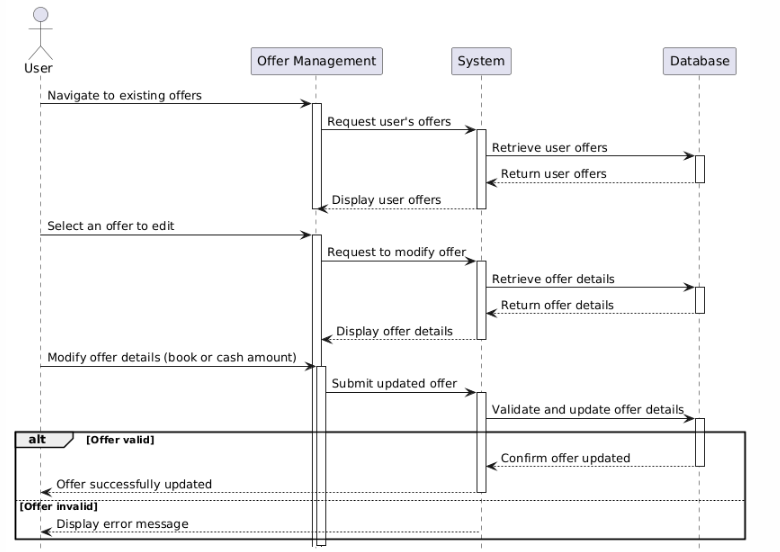 User
Offer Management
System
Database
Navigate to existing offers
Request user's offers
Retrieve user offers
Return user offers
Display user offers
Select an offer to edit
Request to modify offer
Retrieve offer details
Return offer details
Display offer details
Modify offer details (book or cash amount)
Submit updated offer
Validate and update offer details
alt [Offer valid]
Confirm offer updated
Offer successfully updated
[Offer invalid]
Display error message